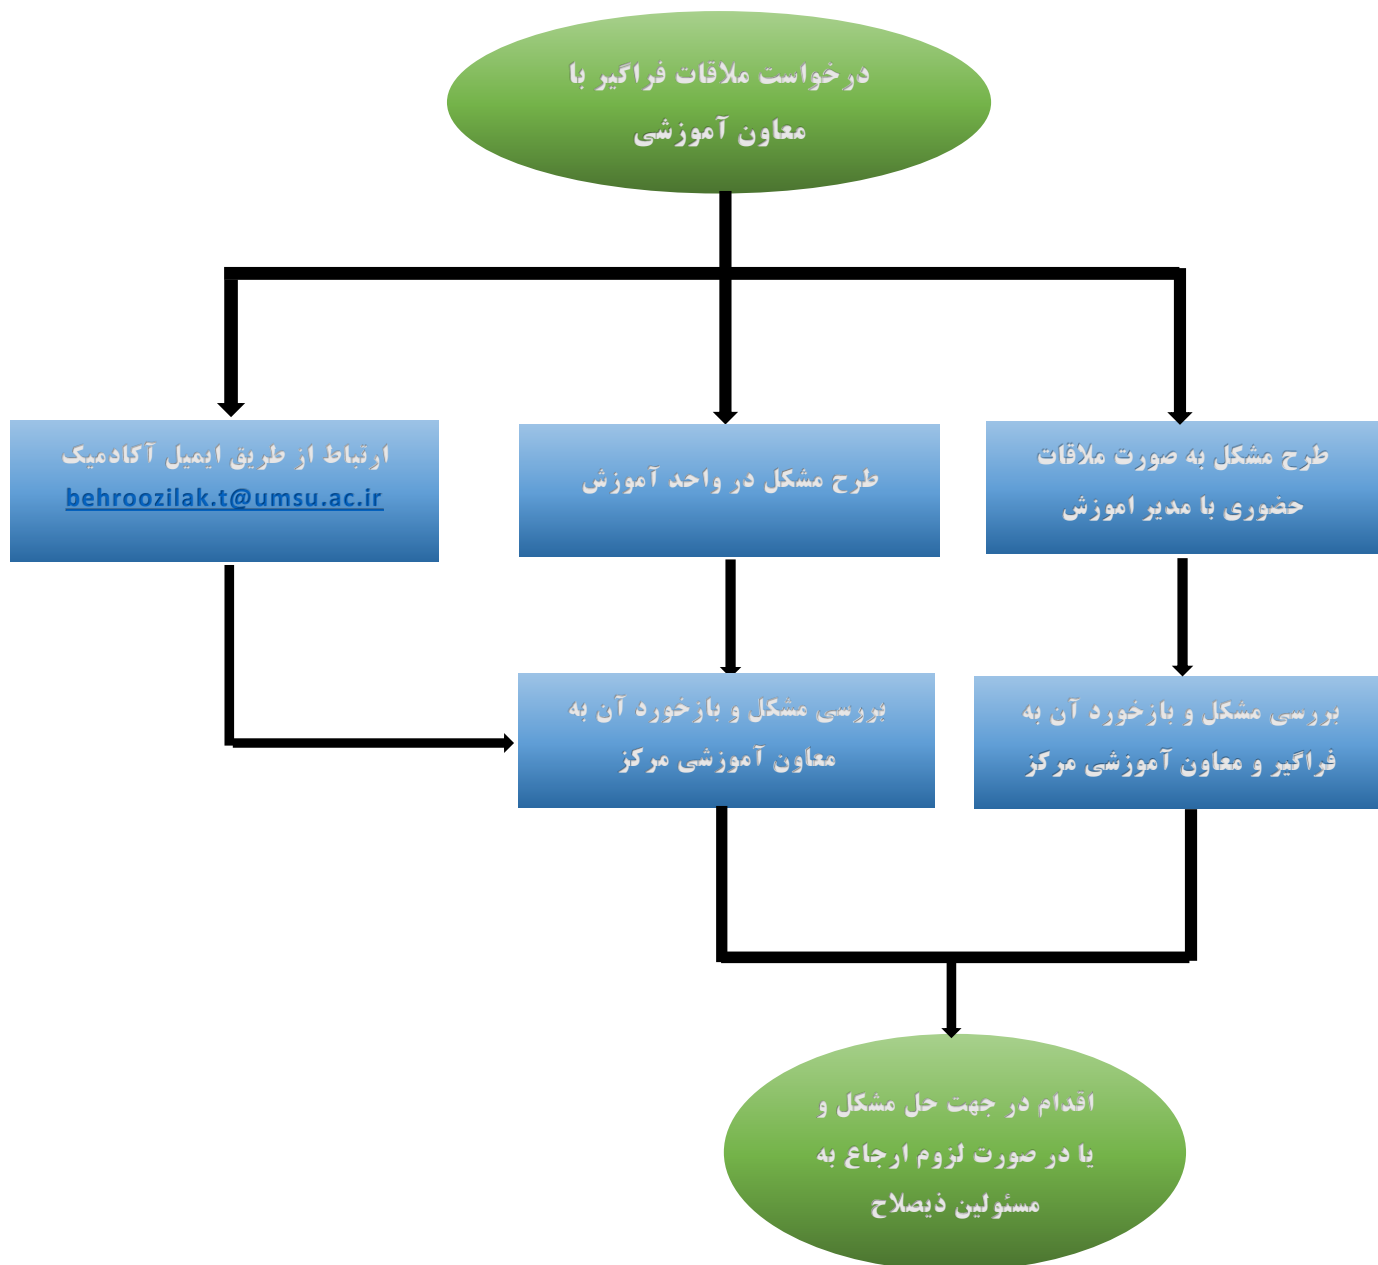 درخواست ملاقات فراگیر با
معاون آموزشی
طرح مشکل به صورت ملاقات
حضوری با مدیر اموزش
طرح مشکل در واحد آموزش
ارتباط از طریق ایمیل آکادمیک
behroozilak.t@umsu.ac.ir
بررسی مشکل و بازخورد آن به
فراگیر و معاون آموزشی مرکز
بررسی مشکل و بازخورد آن به
معاون آموزشی مرکز
اقدام در جهت حل مشکل و
یا در صورت لزوم ارجاع به
مسئولین ذیصلاح